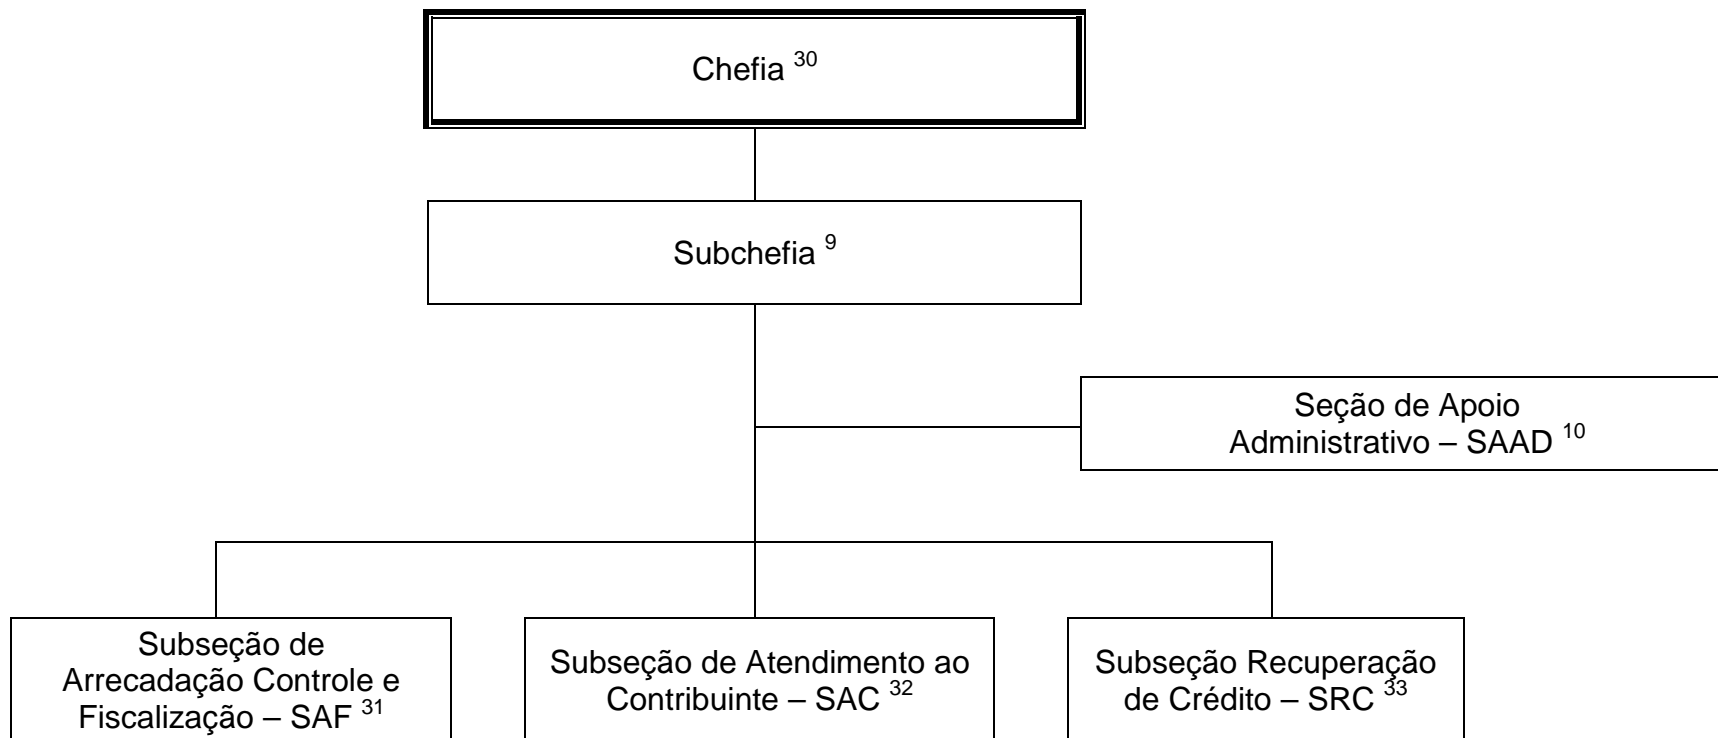 Chefia 30
Subchefia 9
Seção de Apoio
Administrativo – SAAD 10
Subseção de
Arrecadação Controle e
Fiscalização – SAF 31
Subseção de Atendimento ao
Contribuinte – SAC 32
Subseção Recuperação
de Crédito – SRC 33